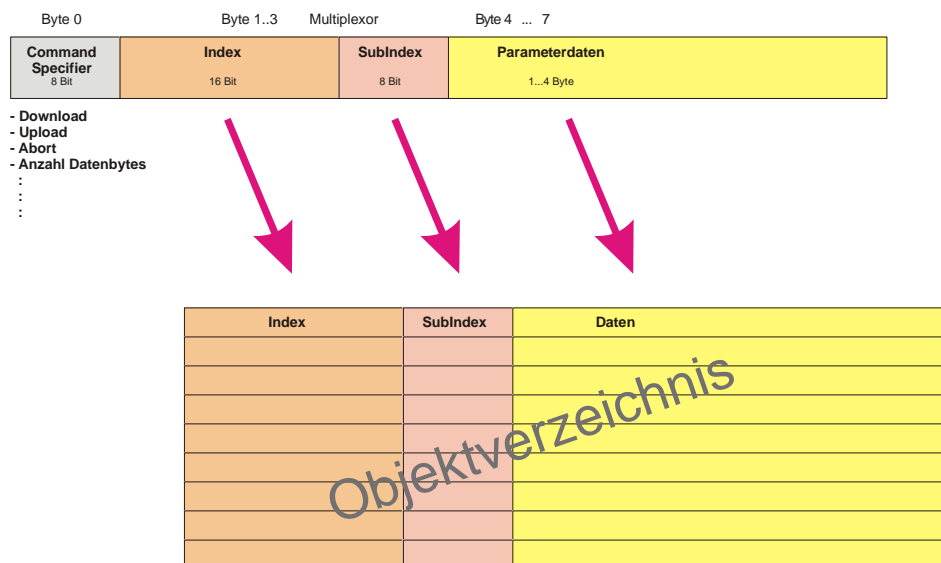 Byte 0 Byte 1..3 Multiplexor Byte 4 ... 7
Command Specifier Index SubIndex Parameterdaten
8 Bit 16 Bit 8 Bit 1...4 Byte
- Download
- Upload
- Abort
- Anzahl Datenbytes
:
:
:
Index SubIndex Daten
Objektverzeichnis